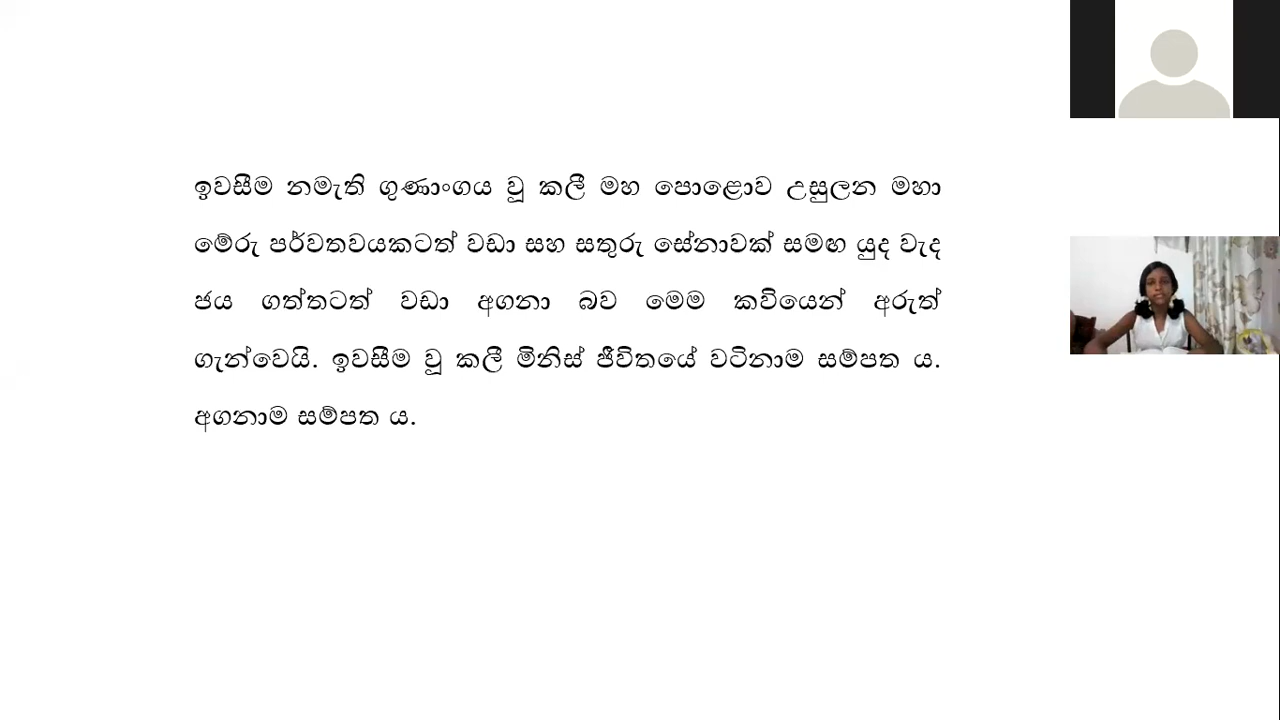 ඉවසීම නමැති ගුණාංගය වූ කලී මහ පොළොව උසුලන මහා
මේරු පර්වතවයකටත් වඩා සහ සතුරු සේනාවක් සමඟ යුද වැද
ජය ගත්තටත් වඩා අගනා බව මෙම කවියෙන් අරුත්
ගැන්වෙයි. ඉවසීම වූ කලී මිනිස් ජීවිතයේ වටිනාම සම්පත ය.
අගනාම සම්පත ය.